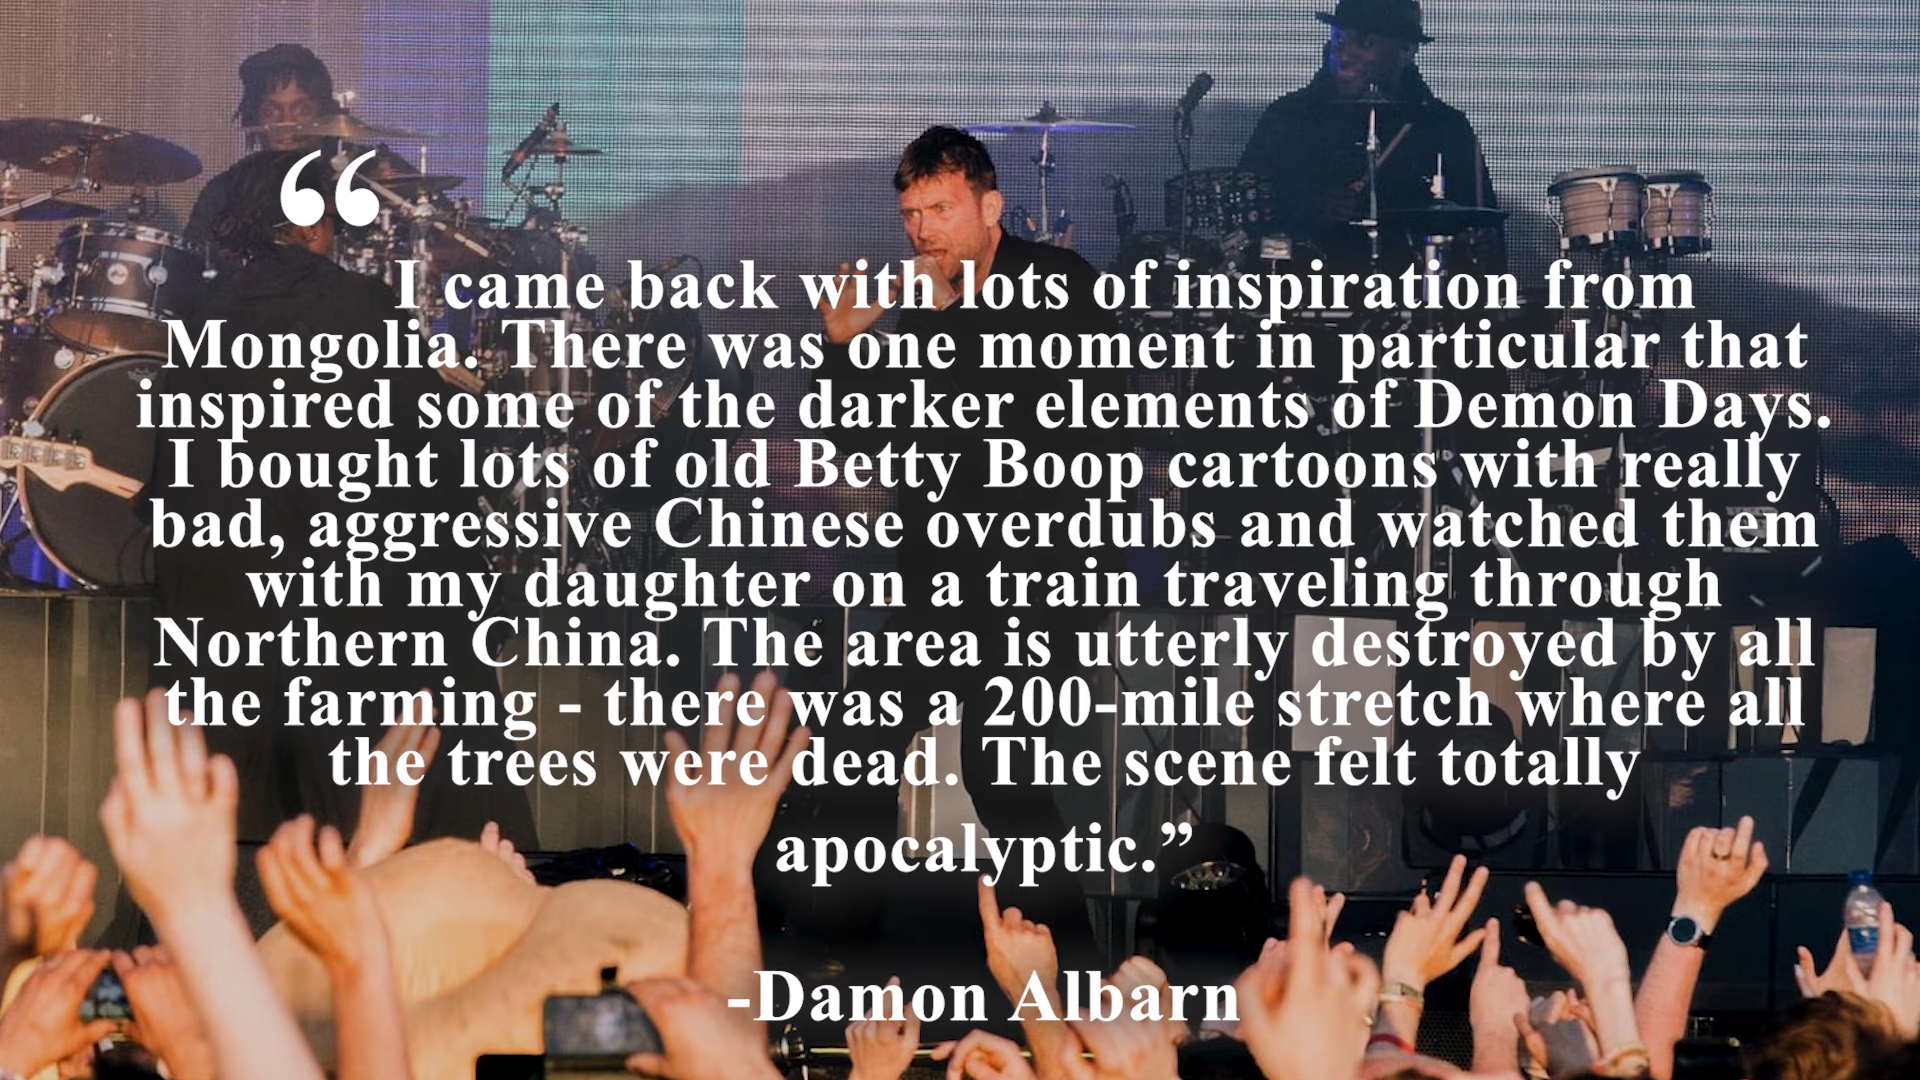 “
I came back with lots of inspiration from
Mongolia. There was one moment in particular that
inspired some of the darker elements of Demon Days.
I bought lots of old Betty Boop cartoons with really
bad, aggressive Chinese overdubs and watched them
with my daughter on a train traveling through
Northern China. The area is utterly destroyed by all
the farming - there was a 200-mile stretch where all
the trees were dead. The scene felt totally
apocalyptic.”
-Damon Albarn